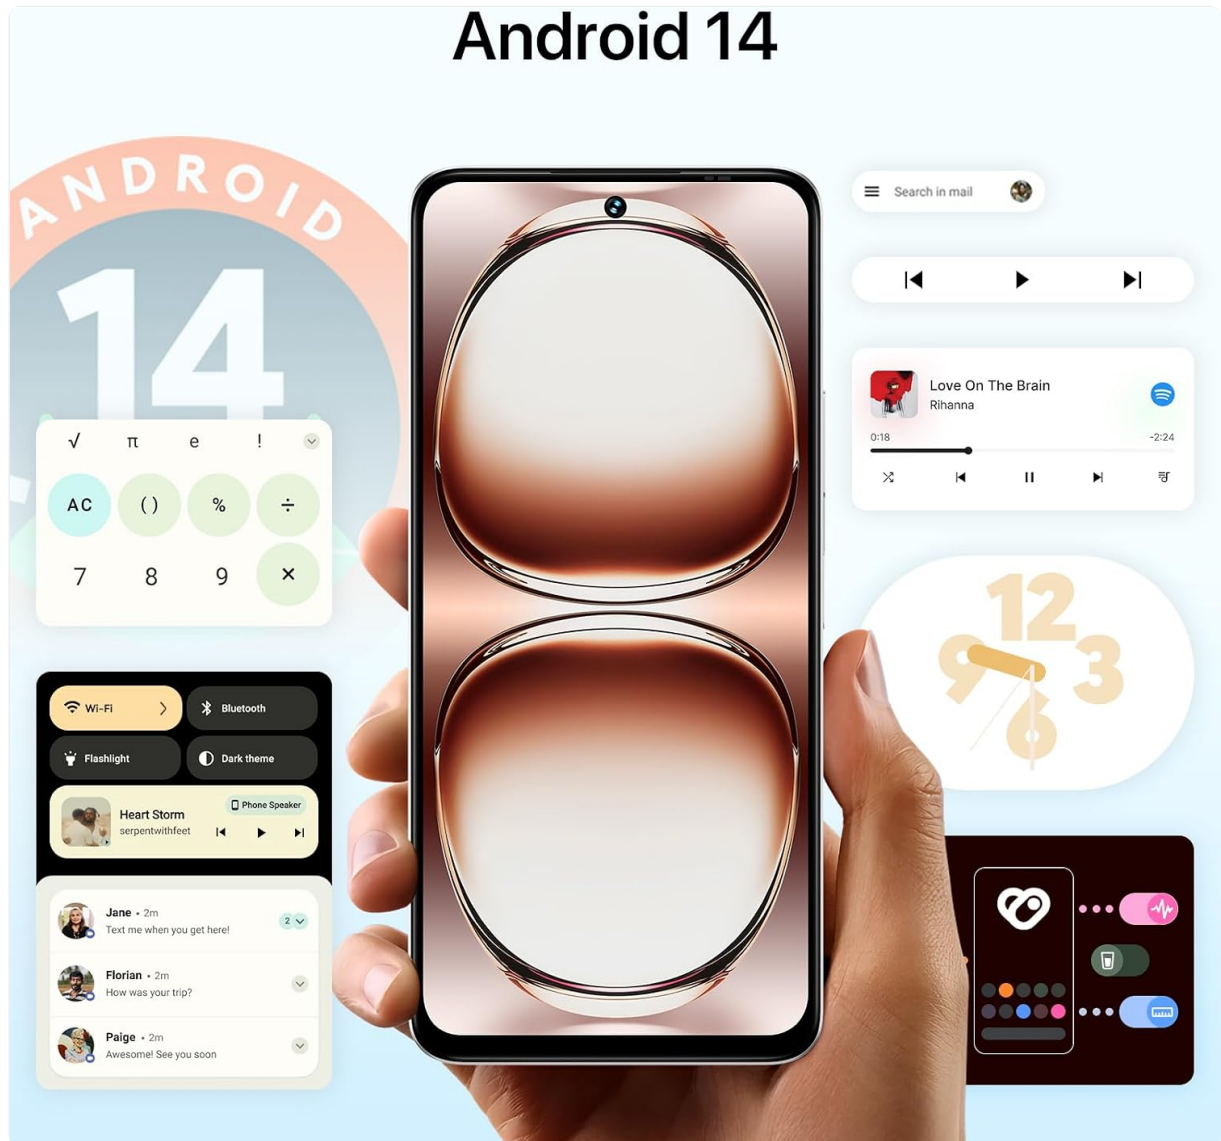 Android 14
ANDROID
14
Search in mail
Love On The Brain
Rihanna
0:18
-2:24
√ π e !
AC ( ) % ÷
7 8 9 ×
12
9 3
6
Wi-Fi
Bluetooth
Flashlight
Dark theme
Phone Speaker
Heart Storm
serpentwithfeet
Jane • 2m
Text me when you get here!
2
Florian • 2m
How was your trip?
Paige • 2m
Awesome! See you soon